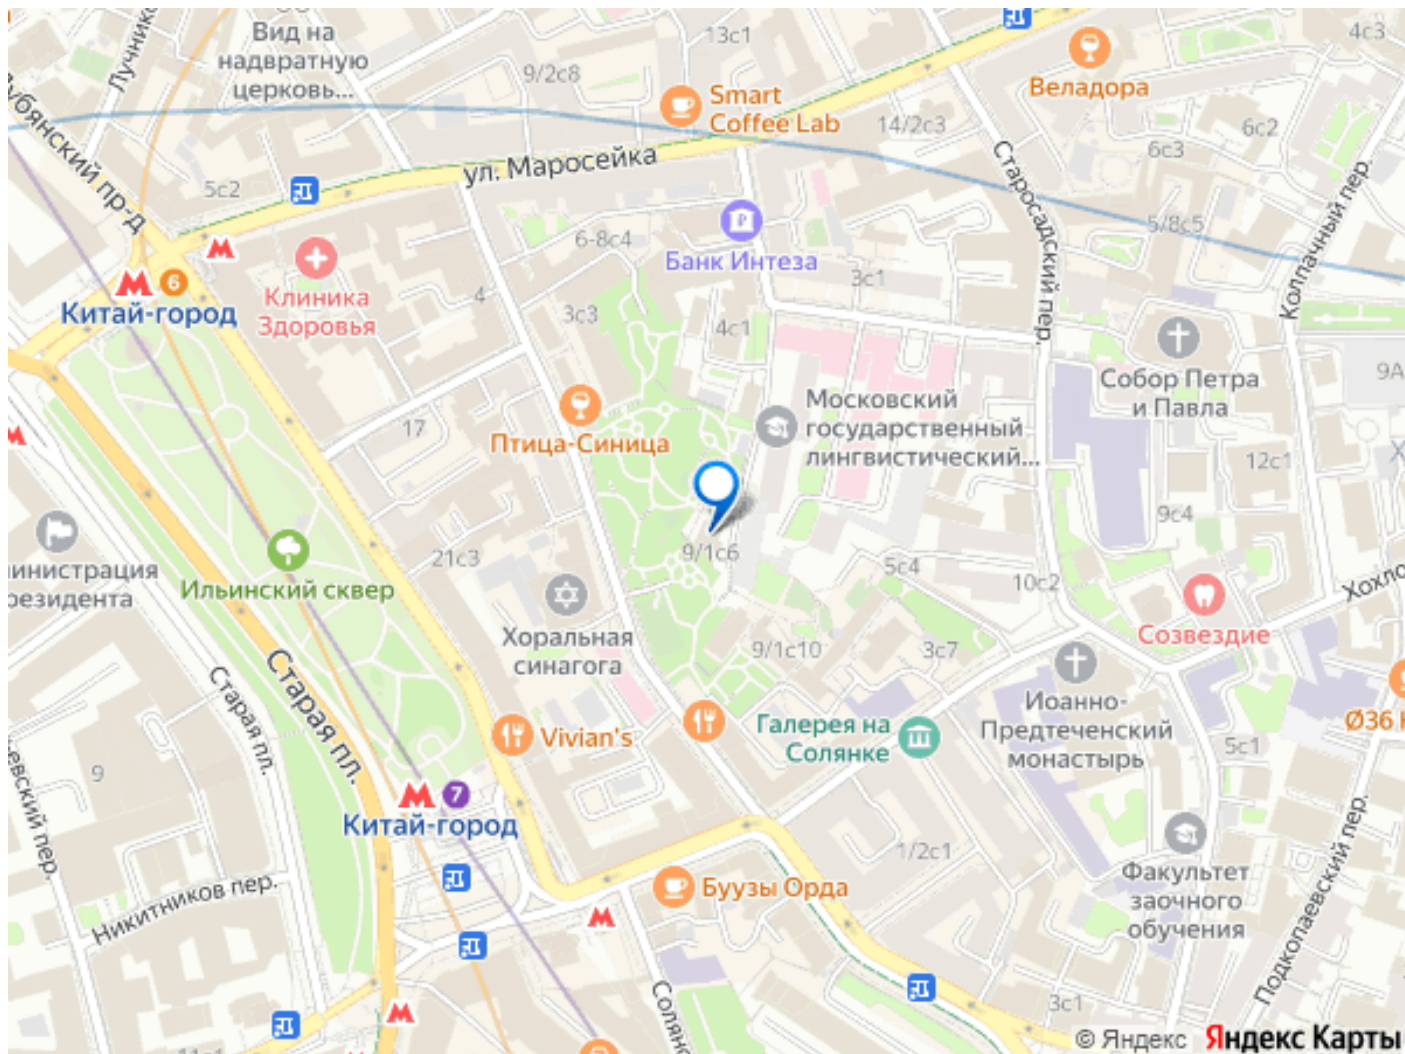 Вид на
надвратную
церковь...
Лучников
13с1
4с3
9/2с8
Smart
Coffee Lab
Веладора
14/2с3
6с2
6с3
Лубянский пр-д
ул. Маросейка
5с2
Старосадский пер.
Колпачный пер.
5/8с5
6-8с4
Банк Интеза
3с1
6
Китай-город
Клиника
Здоровья
4
3с3
4с1
Собор Петра
и Павла
9А
Московский
государственный
лингвистический...
17
Птица-Синица
12с1
Х
9с4
9/1с6
21с3
5с4
10с2
министрация
резидента
Ильинский сквер
Хоральная
синагога
Созвездие
9/1с10
3с7
Старая пл.
Старая пл.
Иоанно-
Предтеченский
монастырь
Галерея на
Солянке
Vivian's
Ø36
5с1
9
7
Китай-город
1/2с1
Никитников пер.
Буузы Орда
Факультет
заочного
обучения
Подкопаевский пер.
3с1
© Яндекс Яндекс Карты